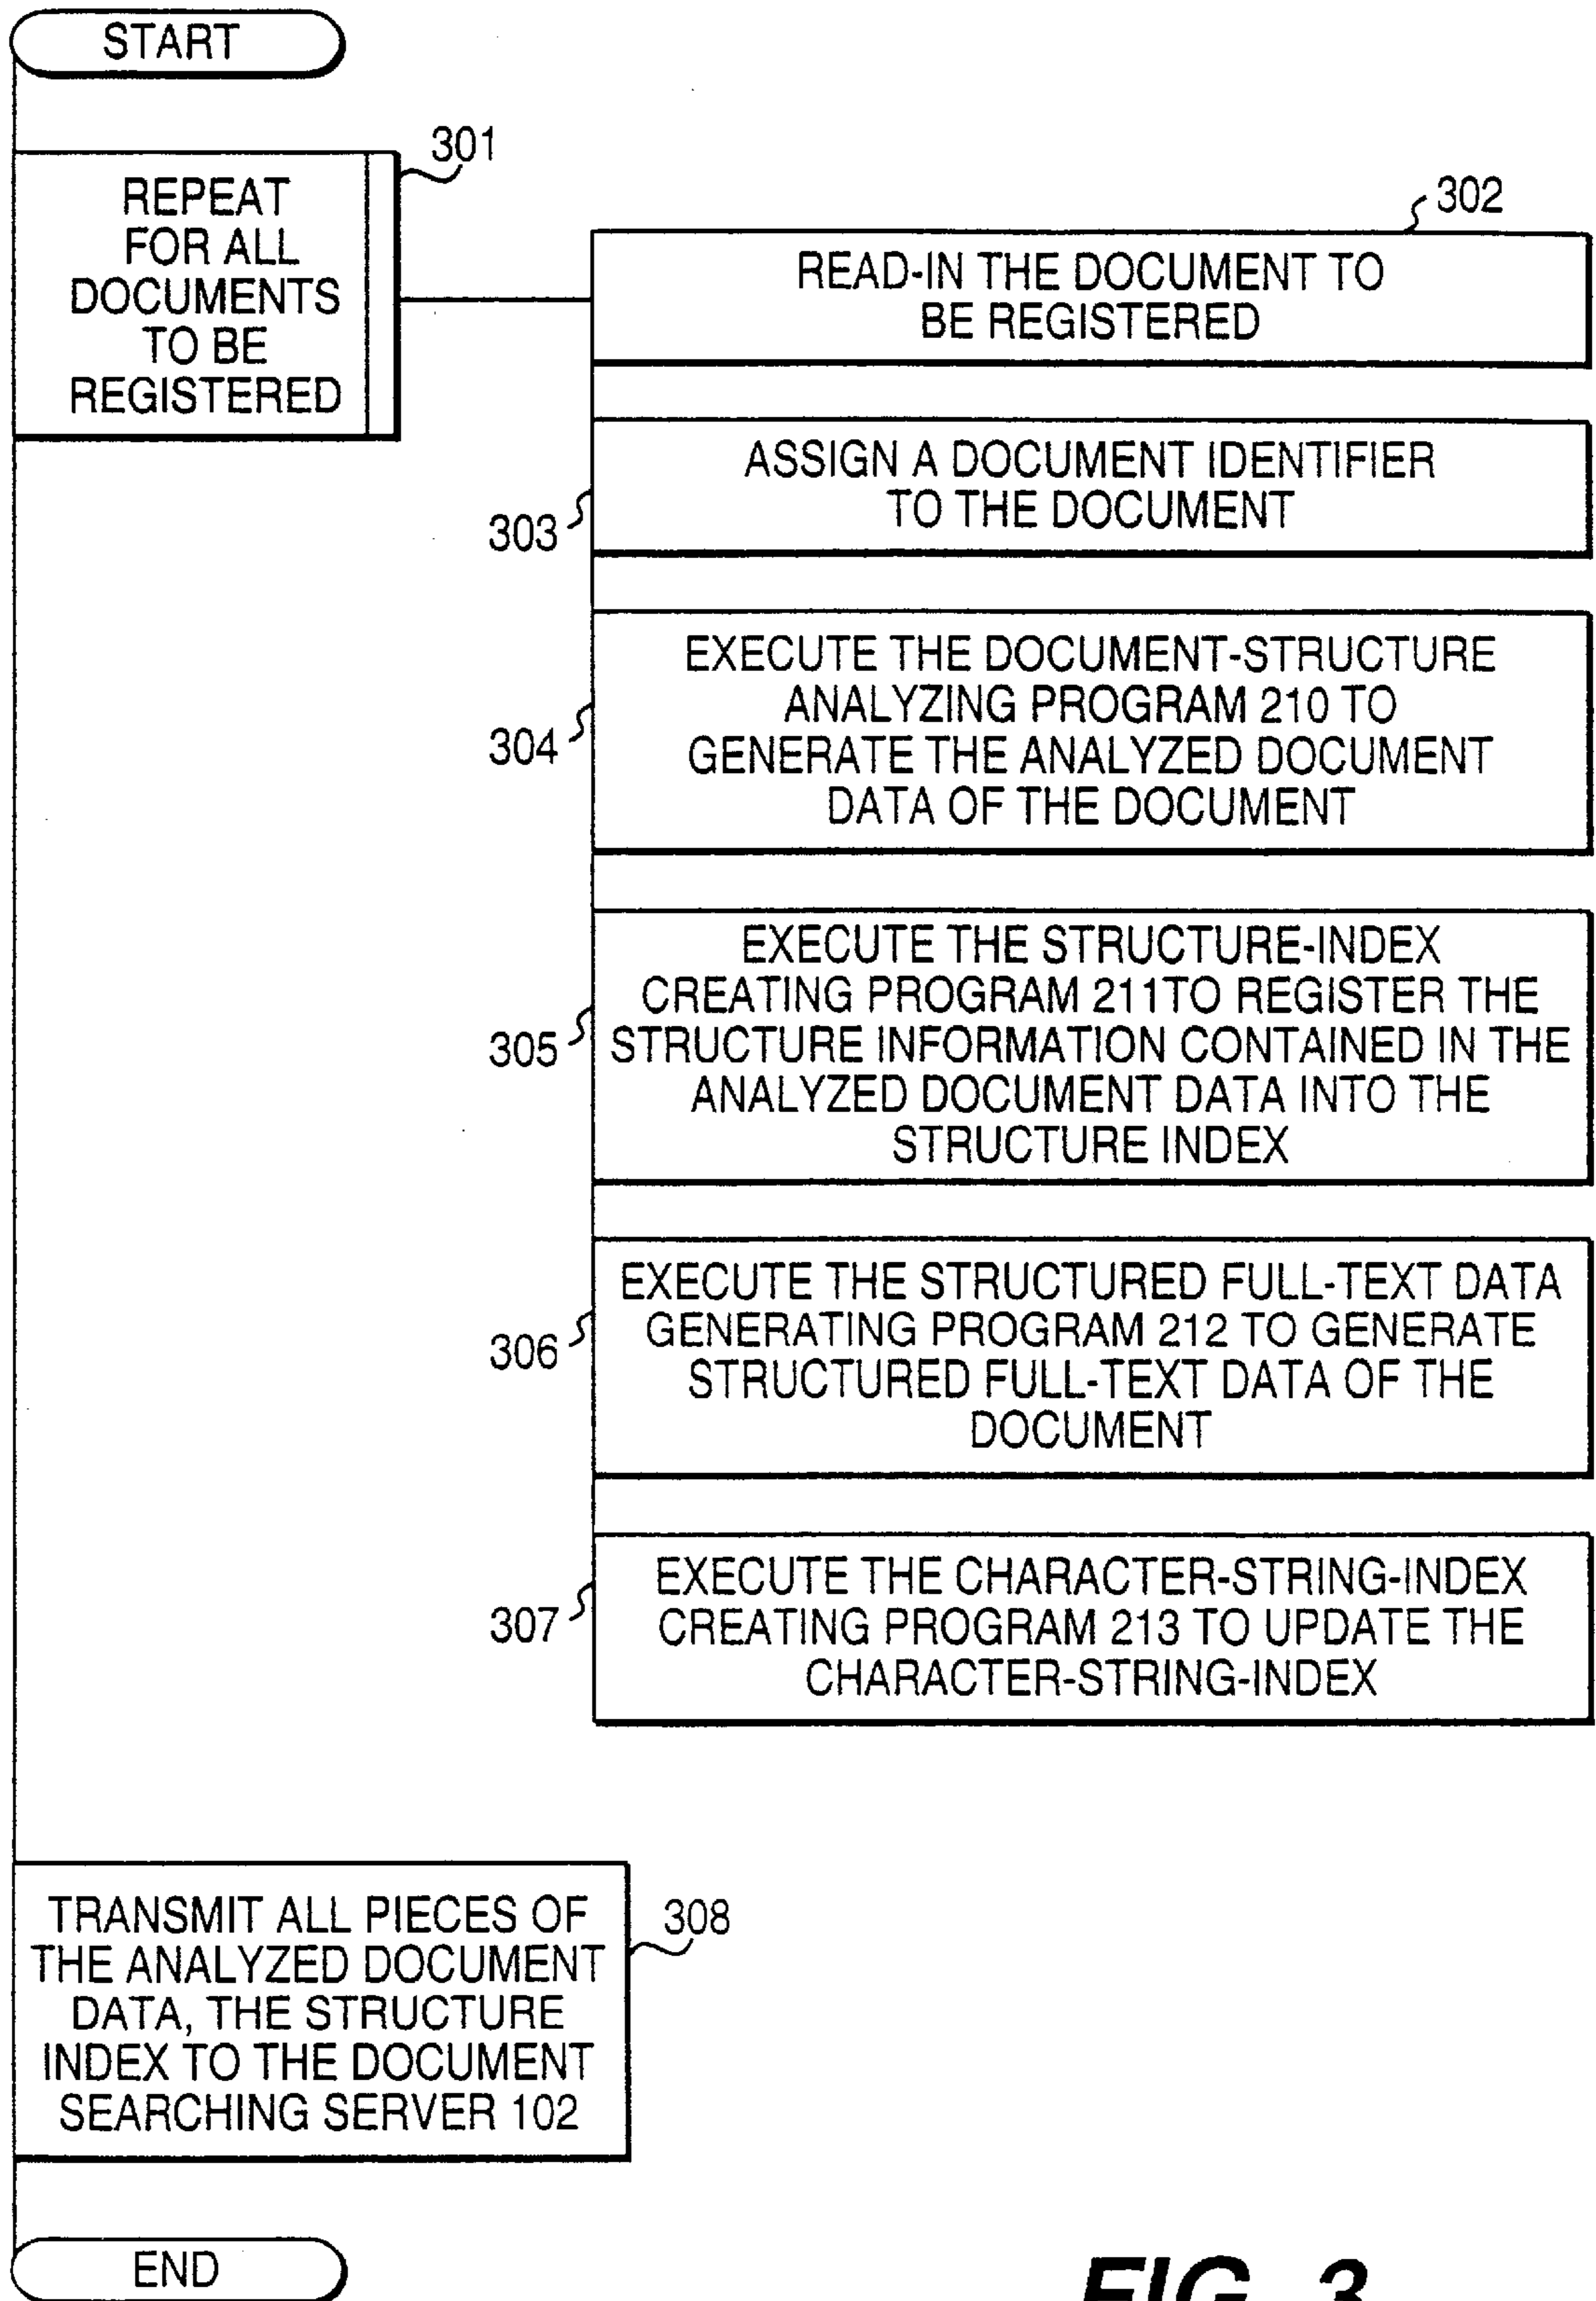 START
301
REPEAT
FOR ALL
DOCUMENTS
TO BE
REGISTERED
302
READ-IN THE DOCUMENT TO
BE REGISTERED
303
ASSIGN A DOCUMENT IDENTIFIER
TO THE DOCUMENT
304
EXECUTE THE DOCUMENT-STRUCTURE
ANALYZING PROGRAM 210 TO
GENERATE THE ANALYZED DOCUMENT
DATA OF THE DOCUMENT
305
EXECUTE THE STRUCTURE-INDEX
CREATING PROGRAM 211TO REGISTER THE
STRUCTURE INFORMATION CONTAINED IN THE
ANALYZED DOCUMENT DATA INTO THE
STRUCTURE INDEX
306
EXECUTE THE STRUCTURED FULL-TEXT DATA
GENERATING PROGRAM 212 TO GENERATE
STRUCTURED FULL-TEXT DATA OF THE
DOCUMENT
307
EXECUTE THE CHARACTER-STRING-INDEX
CREATING PROGRAM 213 TO UPDATE THE
CHARACTER-STRING-INDEX
308
TRANSMIT ALL PIECES OF
THE ANALYZED DOCUMENT
DATA, THE STRUCTURE
INDEX TO THE DOCUMENT
SEARCHING SERVER 102
END
FIG. 3